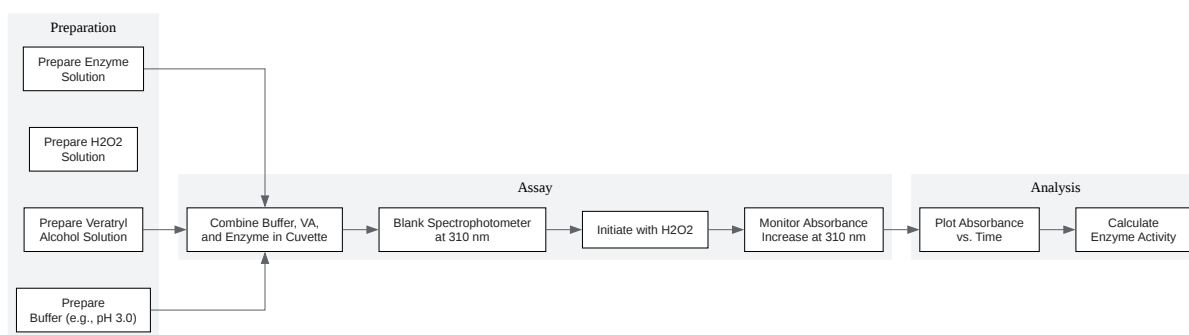 Preparation
Prepare Enzyme
Solution
Prepare H2O2
Solution
Prepare Veratryl
Alcohol Solution
Prepare
Buffer (e.g., pH 3.0)
Assay
Combine Buffer, VA,
and Enzyme in Cuvette
Blank Spectrophotometer
at 310 nm
Initiate with H2O2
Monitor Absorbance
Increase at 310 nm
Analysis
Plot Absorbance
vs. Time
Calculate
Enzyme Activity